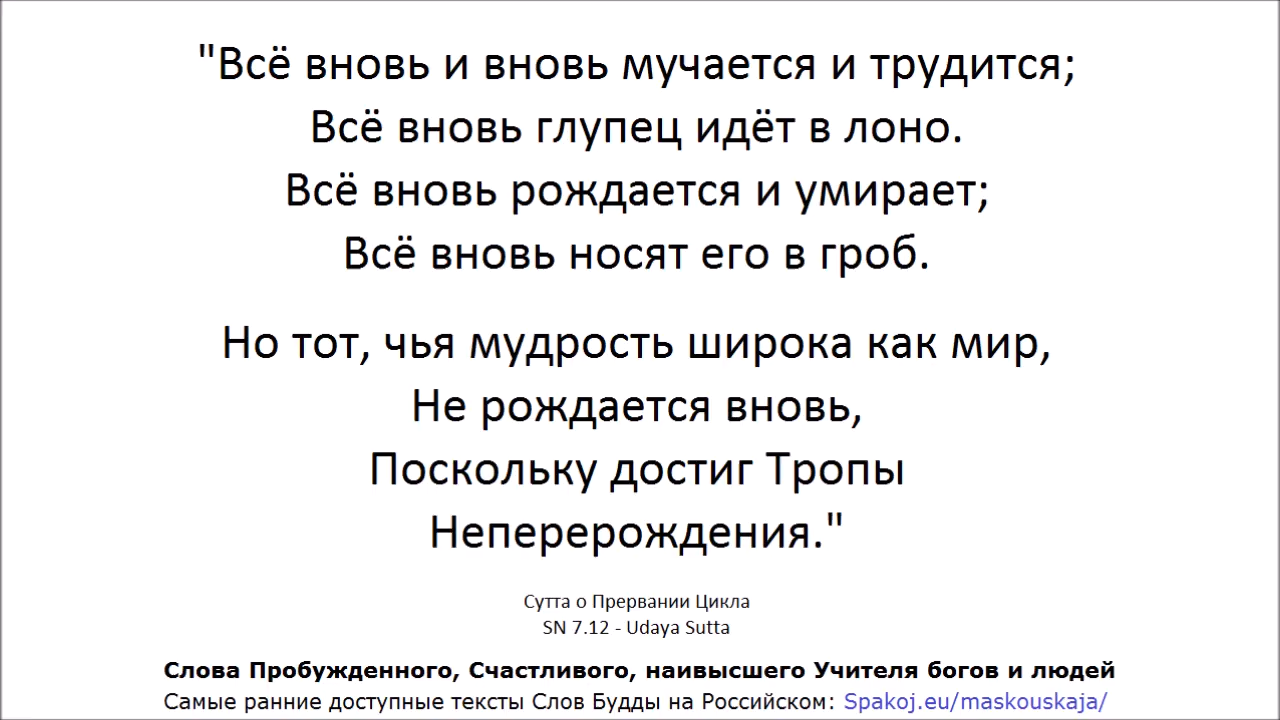 "Всё вновь и вновь мучается и трудится;
Всё вновь глупец идёт в лоно.
Всё вновь рождается и умирает;
Всё вновь носят его в гроб.
Но тот, чья мудрость широка как мир,
Не рождается вновь,
Поскольку достиг Тропы
Неперерождения."
Сутта о Прервании Цикла
SN 7.12 - Udaya Sutta
Слова Пробужденного, Счастливого, наивысшего Учителя богов и людей
Самые ранние доступные тексты Слов Будды на Российском: Spakoj.eu/maskouskaja/